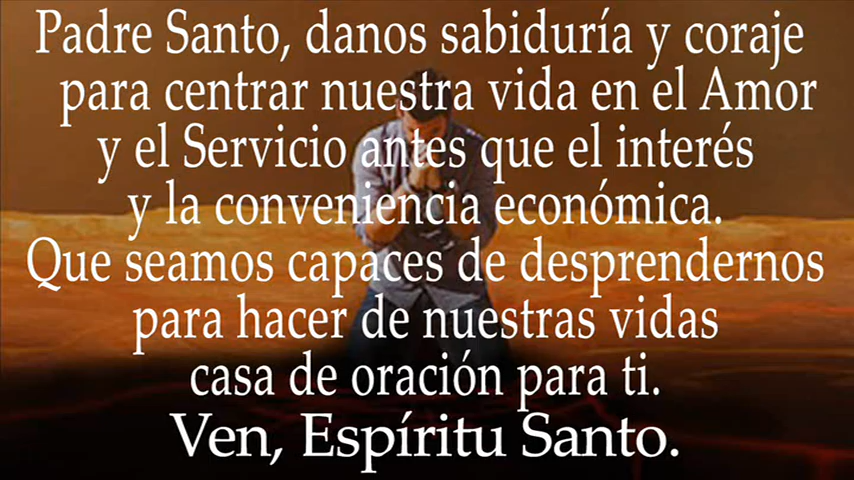 Padre Santo, danos sabiduría y coraje
para centrar nuestra vida en el Amor
y el Servicio antes que el interés
y la conveniencia económica.
Que seamos capaces de desprendernos
para hacer de nuestras vidas
casa de oración para ti.
Ven, Espíritu Santo.